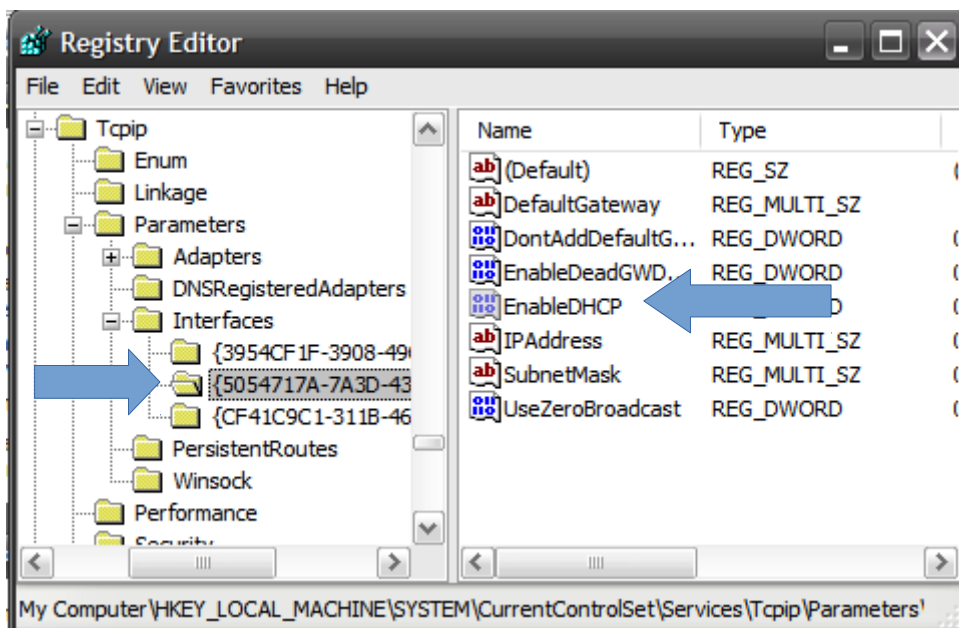 Registry Editor
File Edit View Favorites Help
Tcpip
Enum
Linkage
Parameters
Adapters
DNSRegisteredAdapters
Interfaces
{3954CF1F-3908-49
{5054717A-7A3D-43
{CF41C9C1-311B-46
PersistentRoutes
Winsock
Performance
Security
Name Type
(Default) REG_SZ
DefaultGateway REG_MULTI_SZ
DontAddDefaultG... REG_DWORD
EnableDeadGWD... REG_DWORD
EnableDHCP
IPAddress REG_MULTI_SZ
SubnetMask REG_MULTI_SZ
UseZeroBroadcast REG_DWORD
My Computer\HKEY_LOCAL_MACHINE\SYSTEM\CurrentControlSet\Services\Tcpip\Parameters\